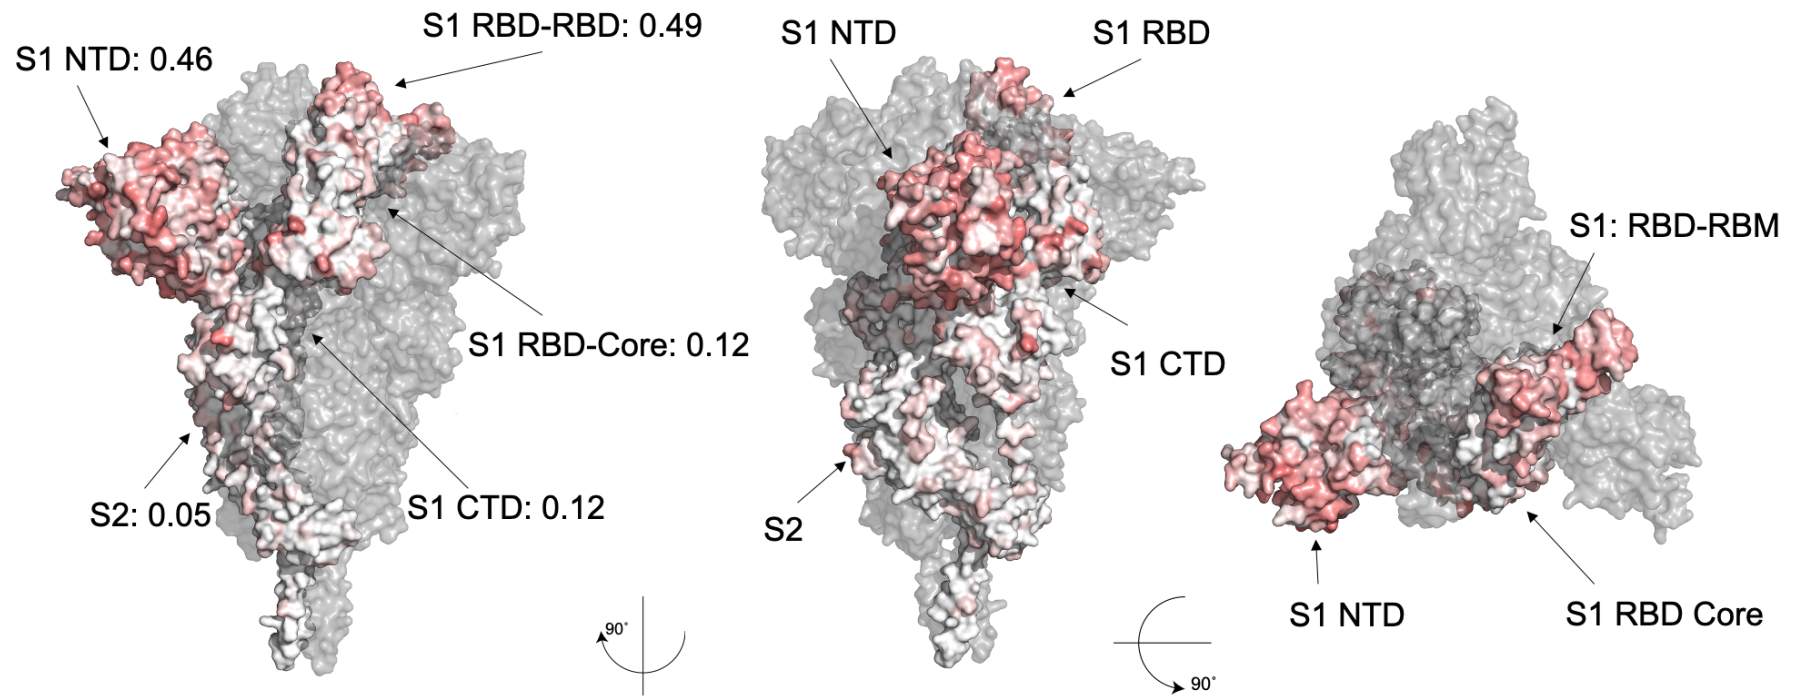 S1 RBD-RBD: 0.49
S1 NTD: 0.46
S1 RBD-Core: 0.12
S2: 0.05
S1 CTD: 0.12
90°
S1 NTD
S1 RBD
S1 CTD
S2
90°
S1: RBD-RBM
S1 NTD
S1 RBD Core